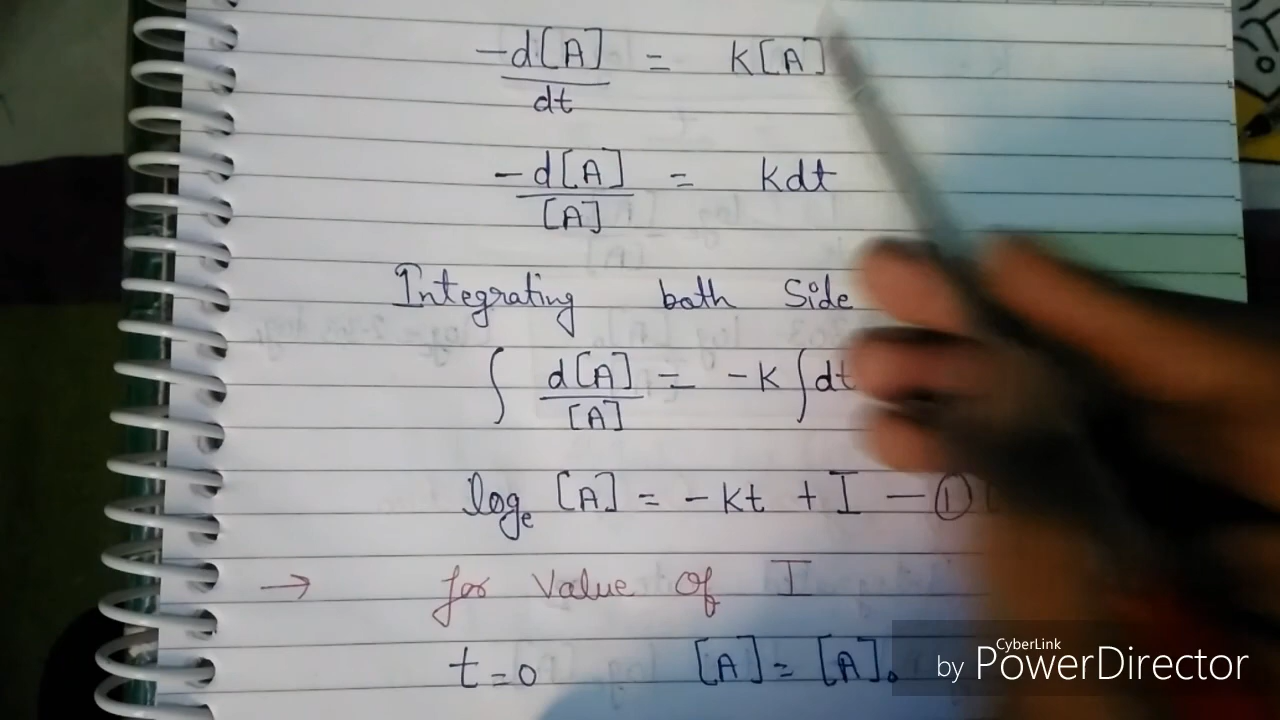 -d[A]/dt = K[A]
-d[A]/[A] = Kdt
Integrating both Side
∫ d[A]/[A] = -K ∫dt
logₑ [A] = -Kt + I — ①
→ for Value Of I
t=0 [A] = [A]₀
CyberLink
by PowerDirector